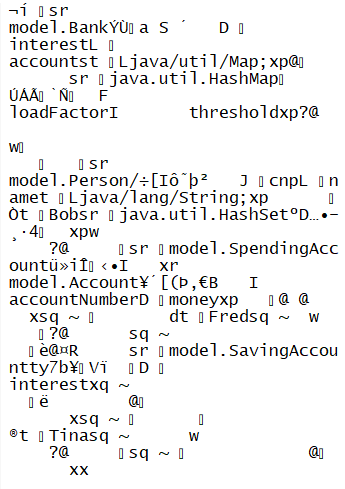 ¬í ▯sr
model.BankÝÙ▯a S ´ D ▯
interestL ▯
accountst ▯Ljava/util/Map;xp@▯
sr ▯java.util.HashMap▯
ÚÁÃ▯`Ñ▯ F
loadFactorI thresholdxp?@
w▯
▯ ▯sr
model.Person/÷[Iô˜þ² J ▯cnpL ▯n
amet ▯Ljava/lang/String;xp ▯
Òt ▯Bobsr ▯java.util.HashSetºD…•–
¸·4▯ xpw
?@ ▯sr ▯model.SpendingAcc
ountü»iÎ▯‹•I xr
model.Account¥´[(Þ,€B I
accountNumberD ▯moneyxp ▯@ @
xsq ~ ▯ dt ▯Fredsq ~ w
▯?@ sq ~
▯è@¤R sr ▯model.SavingAccou
ntty7b¥▯Vï ▯D ▯
interestxq ~
▯ë @▯
xsq ~ ▯ ▯
®t ▯Tinasq ~ w
?@ ▯sq ~ ▯ @▯
xx